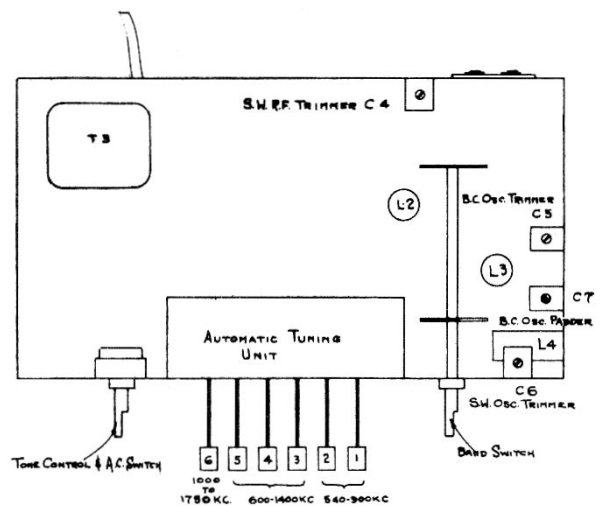 S.W. R.F. TRIMMER C4
T3
L2
B.C. OSC. TRIMMER
C5
L3
C7
B.C. OSC. PADDER
AUTOMATIC TUNING
UNIT
L4
C6
S.W. OSC. TRIMMER
TONE CONTROL & A.C. SWITCH
BAND SWITCH
6 5 4 3 2 1
1000
TO
1750 KC.
600-1400KC
540-900KC